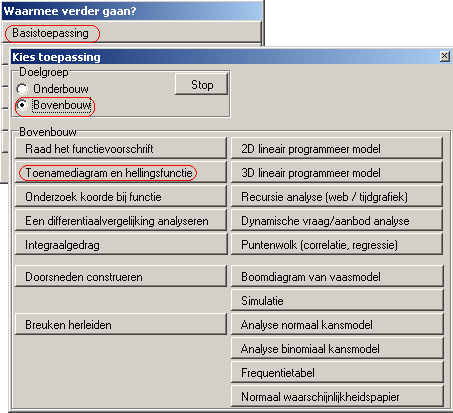 Waarmee verder gaan?
Basistoepassing
Kies toepassing
Doelgroep
Onderbouw
Bovenbouw
Stop
Bovenbouw
Raad het functievoorschrift
Toenamediagram en hellingsfunctie
Onderzoek koorde bij functie
Een differentiaalvergelijking analyseren
Integraalgedrag
Doorsneden construeren
Breuken herleiden
2D lineair programmeer model
3D lineair programmeer model
Recursie analyse (web / tijdgrafiek)
Dynamische vraag/aanbod analyse
Puntenwolk (correlatie, regressie)
Boomdiagram van vaasmodel
Simulatie
Analyse normaal kansmodel
Analyse binomiaal kansmodel
Frequentietabel
Normaal waarschijnlijkheidspapier